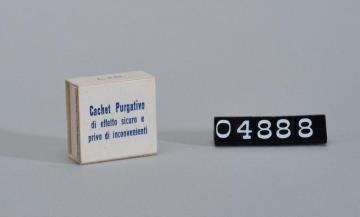 Cachet Purgativo
di effetto sicuro e
privo di inconvenienti
04888